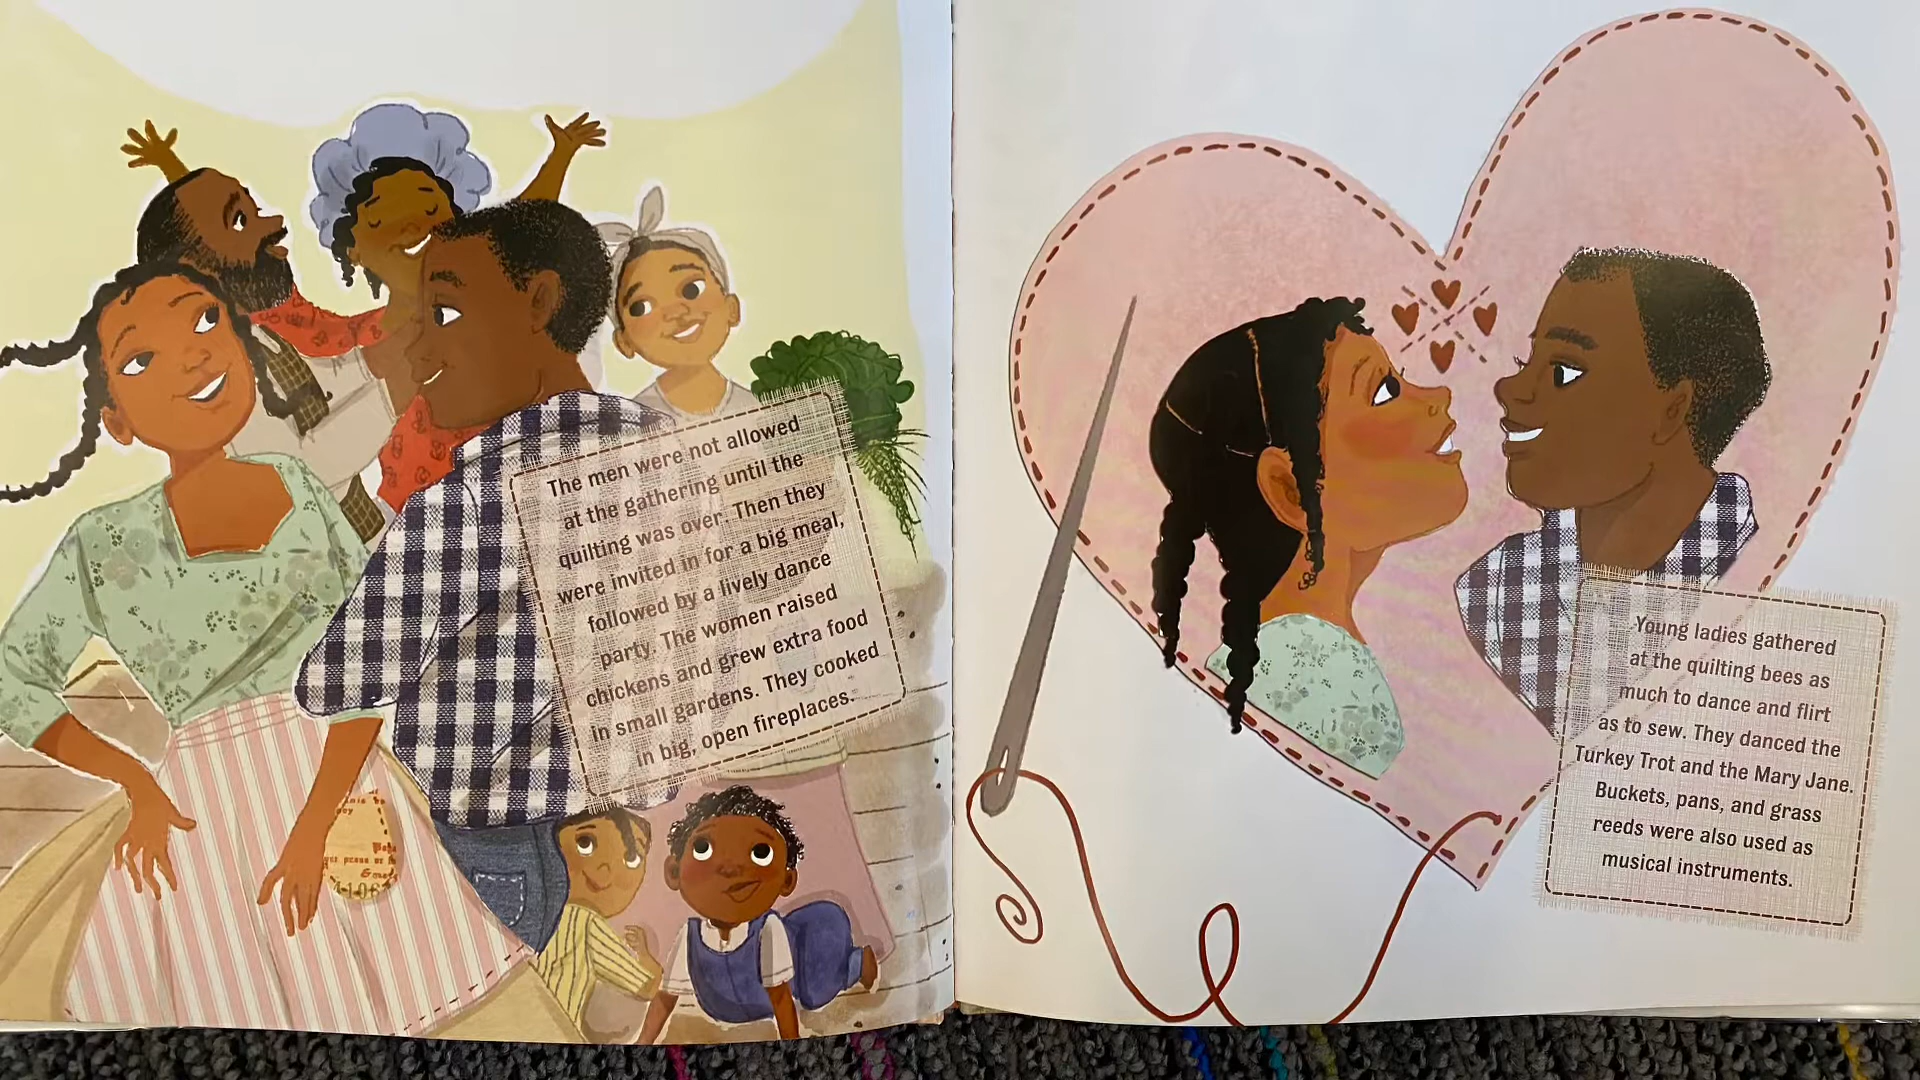 The men were not allowed
at the gathering until the
quilting was over. Then they
were invited in for a big meal,
followed by a lively dance
party. The women raised
chickens and grew extra food
in small gardens. They cooked
in big, open fireplaces.
Young ladies gathered
at the quilting bees as
much to dance and flirt
as to sew. They danced the
Turkey Trot and the Mary Jane.
Buckets, pans, and grass
reeds were also used as
musical instruments.